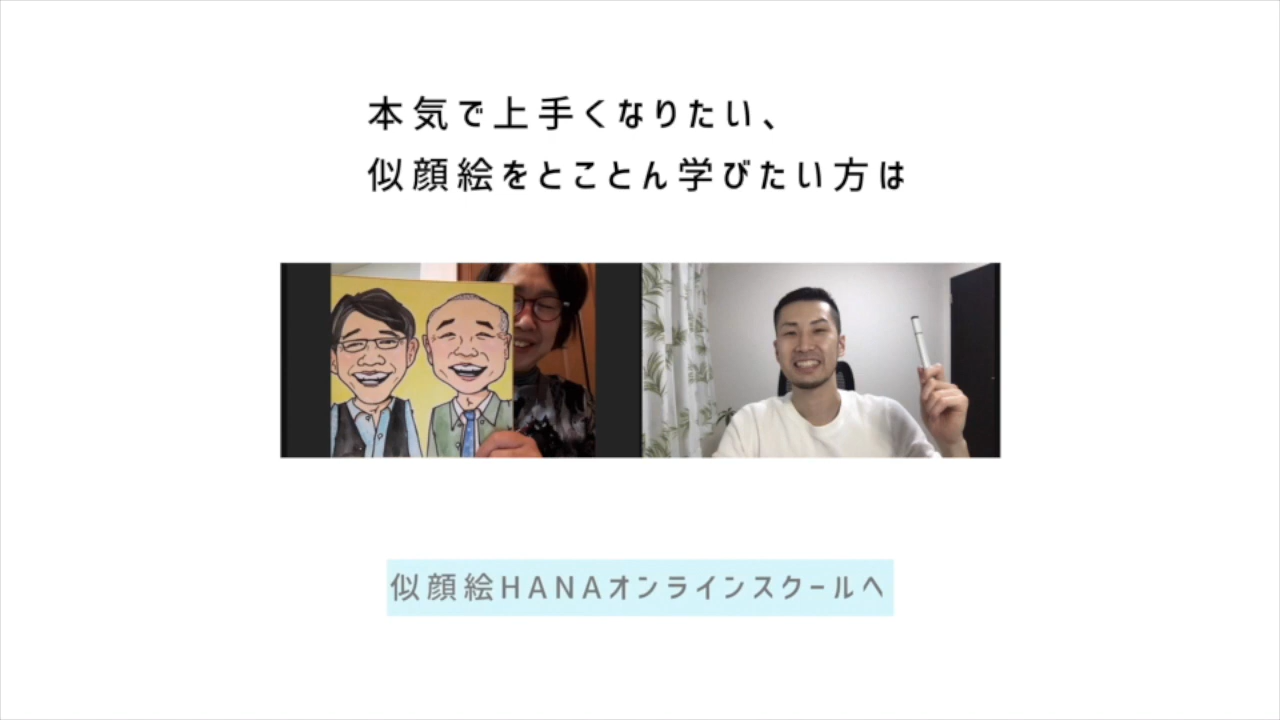 本気で上手くなりたい、
似顔絵をとことん学びたい方は
似顔絵HANAオンラインスクールへ